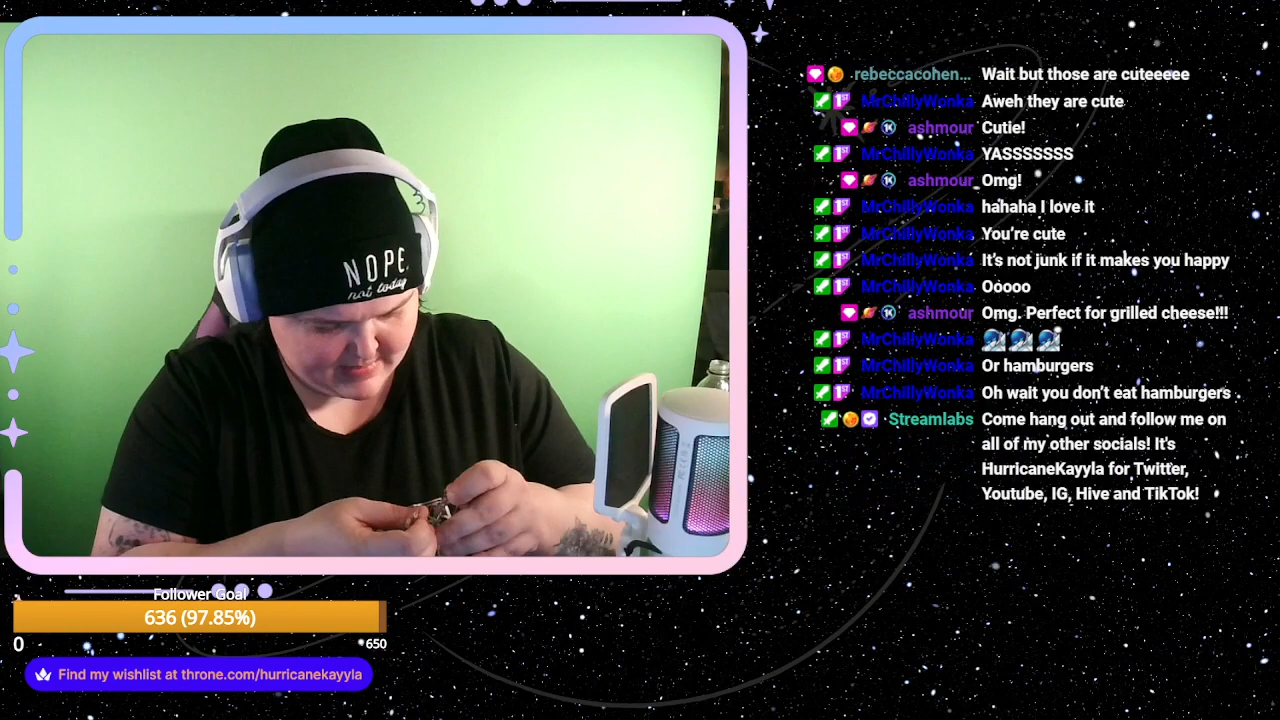 rebeccacohen... Wait but those are cuteeeee
MrChillyWonka Aweh they are cute
ashmour Cutie!
MrChillyWonka YASSSSSSS
ashmour Omg!
MrChillyWonka hahaha I love it
MrChillyWonka You're cute
MrChillyWonka It's not junk if it makes you happy
MrChillyWonka Ooooo
ashmour Omg. Perfect for grilled cheese!!!
MrChillyWonka
MrChillyWonka Or hamburgers
MrChillyWonka Oh wait you don't eat hamburgers
Streamlabs Come hang out and follow me on
all of my other socials! It's
HurricaneKayyla for Twitter,
Youtube, IG, Hive and TikTok!
NOPE.
not today
Follower Goal
636 (97.85%)
0 650
Find my wishlist at throne.com/hurricanekayyla